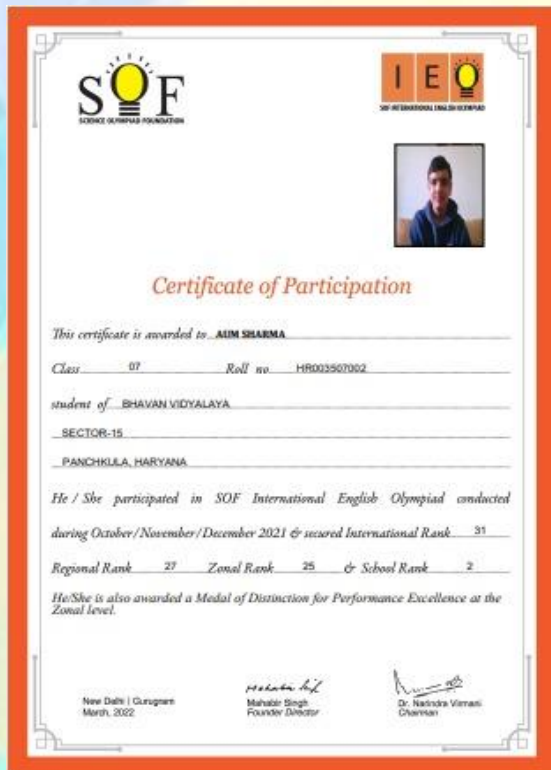 SOF
SCIENCE OLYMPIAD FOUNDATION
IEO
SOF INTERNATIONAL ENGLISH OLYMPIAD
Certificate of Participation
This certificate is awarded to AUM SHARMA
Class 07 Roll no HR003507002
student of BHAVAN VIDYALAYA
SECTOR-15
PANCHKULA, HARYANA
He / She participated in SOF International English Olympiad conducted
during October/November/December 2021 & secured International Rank 31
Regional Rank 27 Zonal Rank 25 & School Rank 2
He/She is also awarded a Medal of Distinction for Performance Excellence at the
Zonal level.
New Delhi | Gurugram
March, 2022
Mahabir Singh
Founder Director
Dr. Narindra Virmani
Chairman